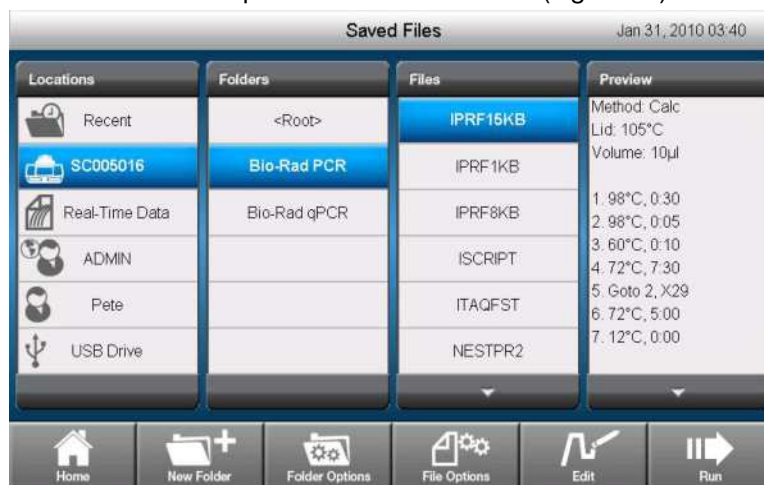 Saved Files
Jan 31, 2010 03:40
Locations
Recent
SC005016
Real-Time Data
ADMIN
Pete
USB Drive
Folders
<Root>
Bio-Rad PCR
Bio-Rad qPCR
Files
IPRF15KB
IPRF1KB
IPRF8KB
ISCRIPT
ITAQFST
NESTPR2
Preview
Method: Calc
Lid: 105°C
Volume: 10µl
1. 98°C, 0:30
2. 98°C, 0:05
3. 60°C, 0:10
4. 72°C, 7:30
5. Goto 2, X29
6. 72°C, 5:00
7. 12°C, 0:00
Home
New Folder
Folder Options
File Options
Edit
Run